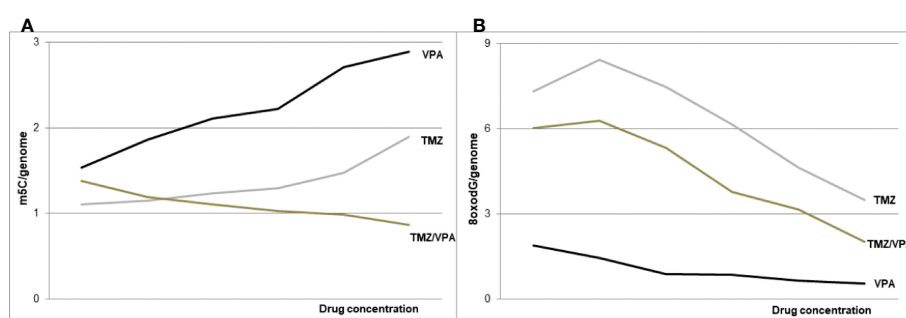 A
3
2
1
0
m5C/genome
VPA
TMZ
TMZ/VPA
Drug concentration
B
9
6
3
0
8oxodG/genome
TMZ
TMZ/VP
VPA
Drug concentration